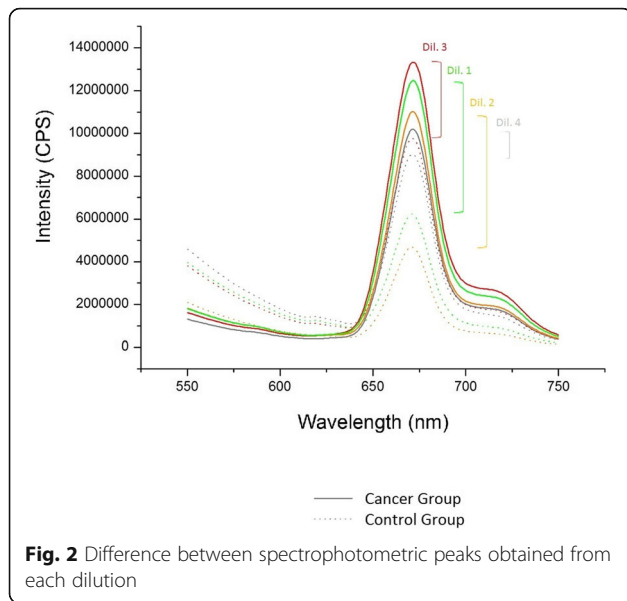 14000000
12000000
10000000
8000000
6000000
4000000
2000000
0
Intensity (CPS)
Dil. 3
Dil. 1
Dil. 2
Dil. 4
550
600
650
700
750
Wavelength (nm)
Cancer Group
Control Group
Fig. 2 Difference between spectrophotometric peaks obtained from
each dilution